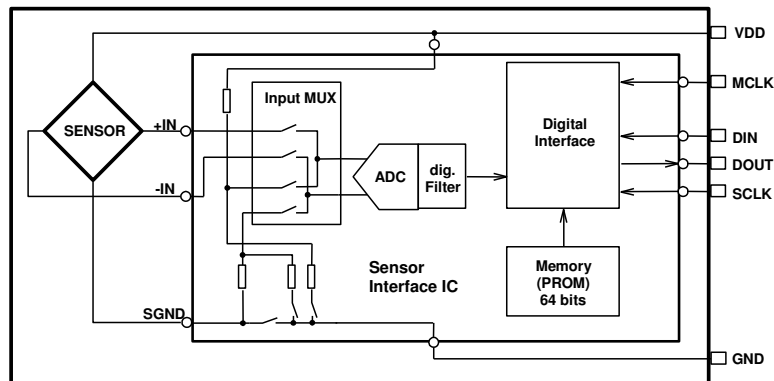 VDD
MCLK
Input MUX
+IN
SENSOR
Digital
Interface
DIN
DOUT
ADC
dig.
Filter
-IN
SCLK
Sensor
Interface IC
Memory
(PROM)
64 bits
SGND
GND